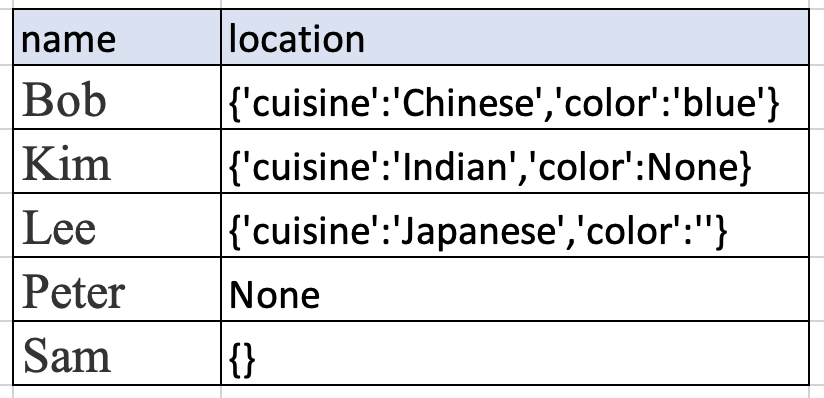 name location
Bob {'cuisine':'Chinese','color':'blue'}
Kim {'cuisine':'Indian','color':None}
Lee {'cuisine':'Japanese','color':''}
Peter None
Sam {}